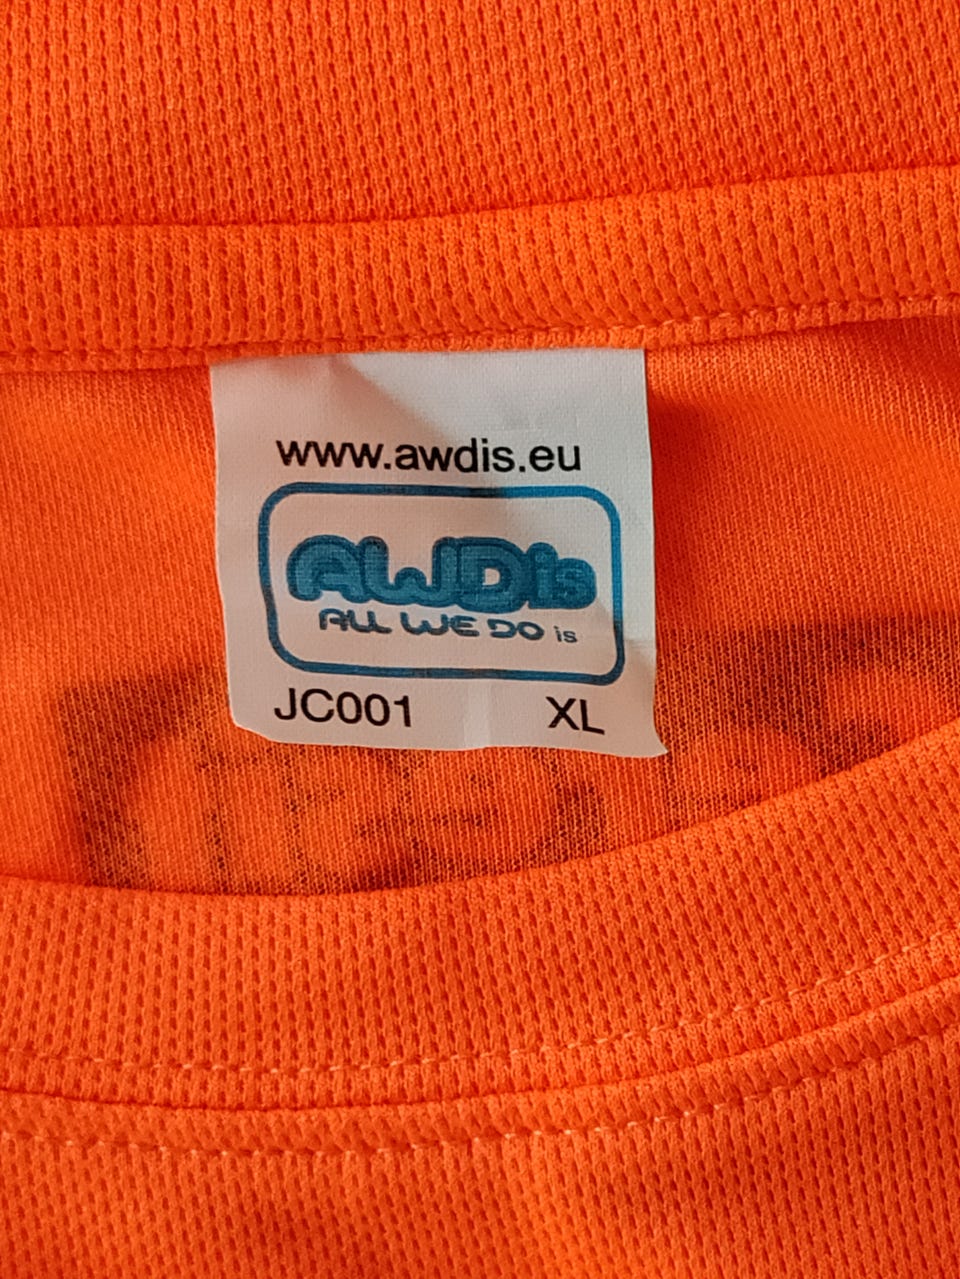 www.awdis.eu
AWDis
ALL WE DO is
JC001 XL